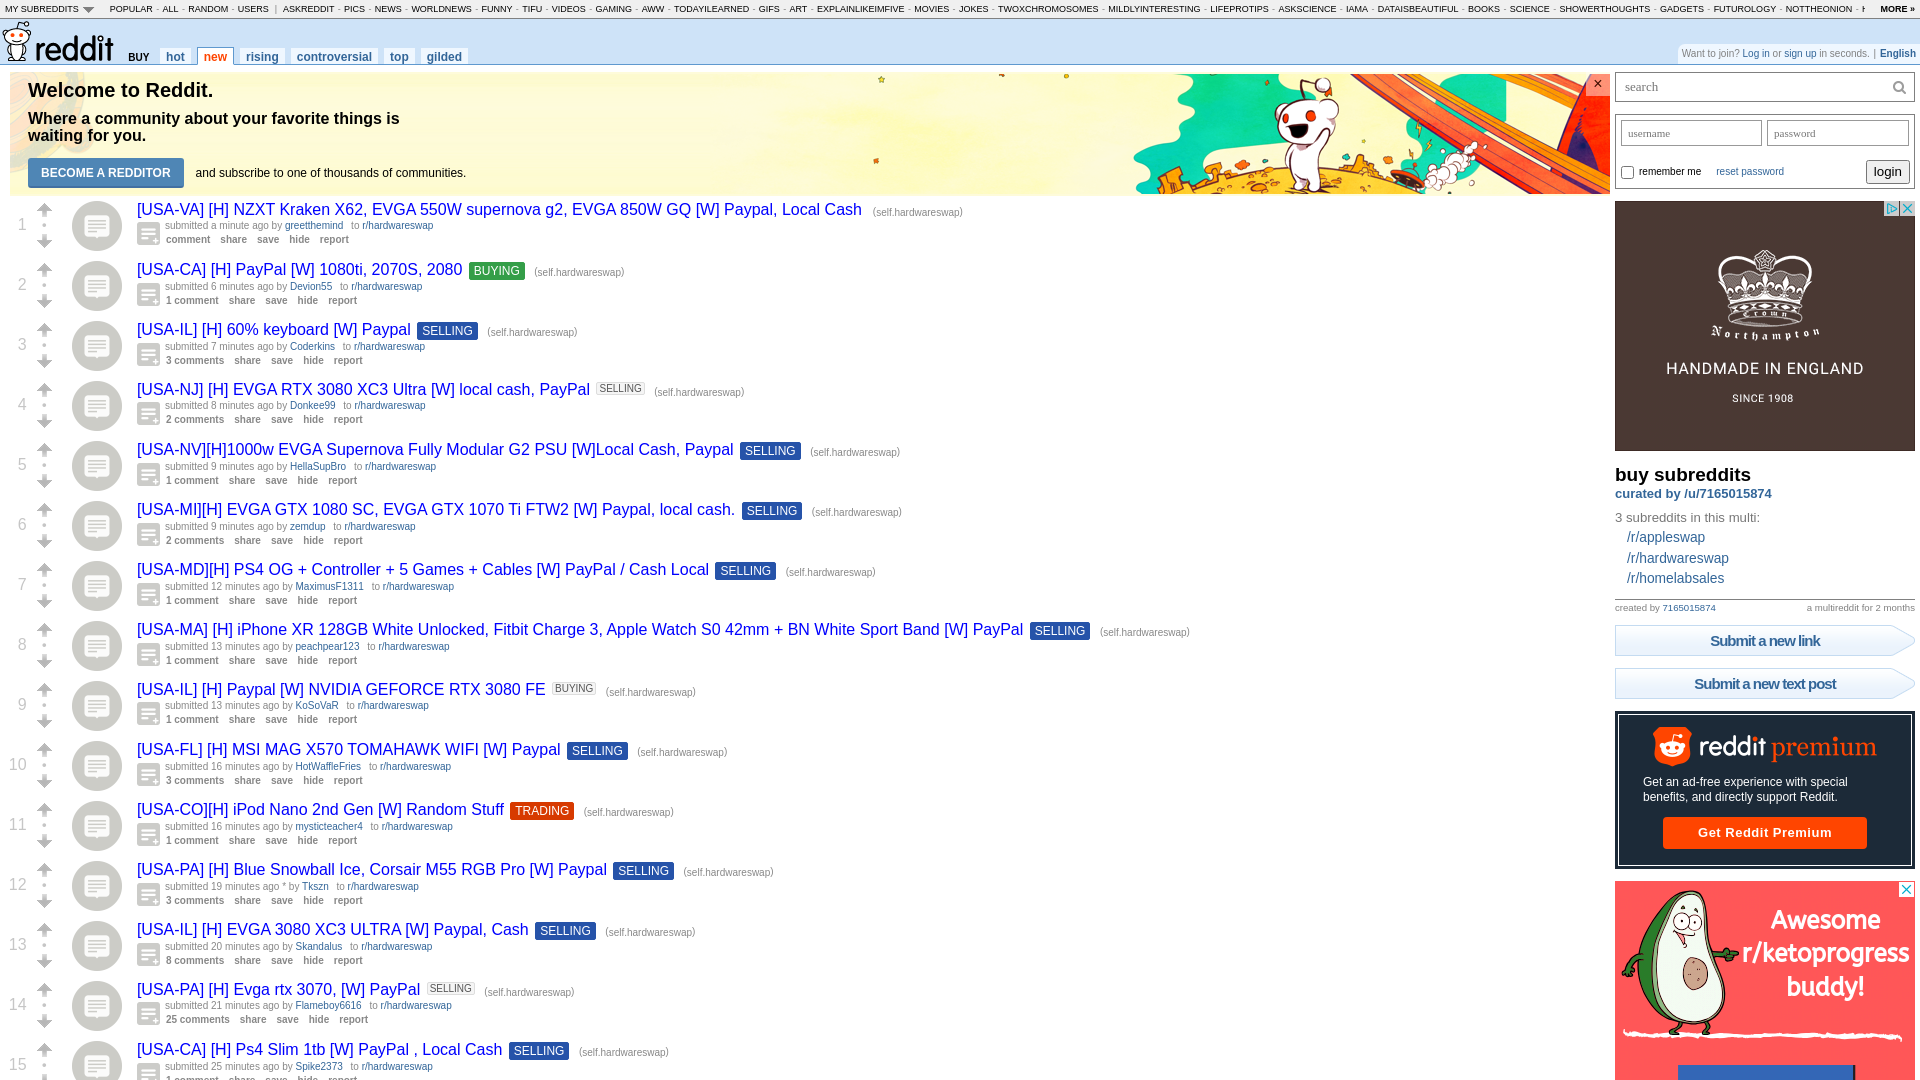 MY SUBREDDITS POPULAR - ALL - RANDOM - USERS | ASKREDDIT - PICS - NEWS - WORLDNEWS - FUNNY - TIFU - VIDEOS - GAMING - AWW - TODAYILEARNED - GIFS - ART - EXPLAINLIKEIMFIVE - MOVIES - JOKES - TWOXCHROMOSOMES - MILDLYINTERESTING - LIFEPROTIPS - ASKSCIENCE - IAMA - DATAISBEAUTIFUL - BOOKS - SCIENCE - SHOWERTHOUGHTS - GADGETS - FUTUROLOGY - NOTTHEONION - MORE »
reddit BUY hot new rising controversial top gilded
Want to join? Log in or sign up in seconds. | English
Welcome to Reddit.
Where a community about your favorite things is
waiting for you.
BECOME A REDDITOR and subscribe to one of thousands of communities.
×
1
[USA-VA] [H] NZXT Kraken X62, EVGA 550W supernova g2, EVGA 850W GQ [W] Paypal, Local Cash (self.hardwareswap)
submitted a minute ago by greetthemind to r/hardwareswap
comment share save hide report
2
[USA-CA] [H] PayPal [W] 1080ti, 2070S, 2080 BUYING (self.hardwareswap)
submitted 6 minutes ago by Devion55 to r/hardwareswap
1 comment share save hide report
3
[USA-IL] [H] 60% keyboard [W] Paypal SELLING (self.hardwareswap)
submitted 7 minutes ago by Coderkins to r/hardwareswap
3 comments share save hide report
4
[USA-NJ] [H] EVGA RTX 3080 XC3 Ultra [W] local cash, PayPal SELLING (self.hardwareswap)
submitted 8 minutes ago by Donkee99 to r/hardwareswap
2 comments share save hide report
5
[USA-NV][H]1000w EVGA Supernova Fully Modular G2 PSU [W]Local Cash, Paypal SELLING (self.hardwareswap)
submitted 9 minutes ago by HellaSupBro to r/hardwareswap
1 comment share save hide report
6
[USA-MI][H] EVGA GTX 1080 SC, EVGA GTX 1070 Ti FTW2 [W] Paypal, local cash. SELLING (self.hardwareswap)
submitted 9 minutes ago by zemdup to r/hardwareswap
2 comments share save hide report
7
[USA-MD][H] PS4 OG + Controller + 5 Games + Cables [W] PayPal / Cash Local SELLING (self.hardwareswap)
submitted 12 minutes ago by MaximusF1311 to r/hardwareswap
1 comment share save hide report
8
[USA-MA] [H] iPhone XR 128GB White Unlocked, Fitbit Charge 3, Apple Watch S0 42mm + BN White Sport Band [W] PayPal SELLING (self.hardwareswap)
submitted 13 minutes ago by peachpear123 to r/hardwareswap
1 comment share save hide report
9
[USA-IL] [H] Paypal [W] NVIDIA GEFORCE RTX 3080 FE BUYING (self.hardwareswap)
submitted 13 minutes ago by KoSoVaR to r/hardwareswap
1 comment share save hide report
10
[USA-FL] [H] MSI MAG X570 TOMAHAWK WIFI [W] Paypal SELLING (self.hardwareswap)
submitted 16 minutes ago by HotWaffleFries to r/hardwareswap
3 comments share save hide report
11
[USA-CO][H] iPod Nano 2nd Gen [W] Random Stuff TRADING (self.hardwareswap)
submitted 16 minutes ago by mysticteacher4 to r/hardwareswap
1 comment share save hide report
12
[USA-PA] [H] Blue Snowball Ice, Corsair M55 RGB Pro [W] Paypal SELLING (self.hardwareswap)
submitted 19 minutes ago * by Tkszn to r/hardwareswap
3 comments share save hide report
13
[USA-IL] [H] EVGA 3080 XC3 ULTRA [W] Paypal, Cash SELLING (self.hardwareswap)
submitted 20 minutes ago by Skandalus to r/hardwareswap
8 comments share save hide report
14
[USA-PA] [H] Evga rtx 3070, [W] PayPal SELLING (self.hardwareswap)
submitted 21 minutes ago by Flameboy6616 to r/hardwareswap
25 comments share save hide report
15
[USA-CA] [H] Ps4 Slim 1tb [W] PayPal , Local Cash SELLING (self.hardwareswap)
submitted 25 minutes ago by Spike2373 to r/hardwareswap
1 comment share save hide report
search
username password
remember me reset password login
Crown
Northampton
HANDMADE IN ENGLAND
SINCE 1908
buy subreddits
curated by /u/7165015874
3 subreddits in this multi:
/r/appleswap
/r/hardwareswap
/r/homelabsales
created by 7165015874 a multireddit for 2 months
Submit a new link
Submit a new text post
reddit premium
Get an ad-free experience with special
benefits, and directly support Reddit.
Get Reddit Premium
Awesome
r/ketoprogress
buddy!